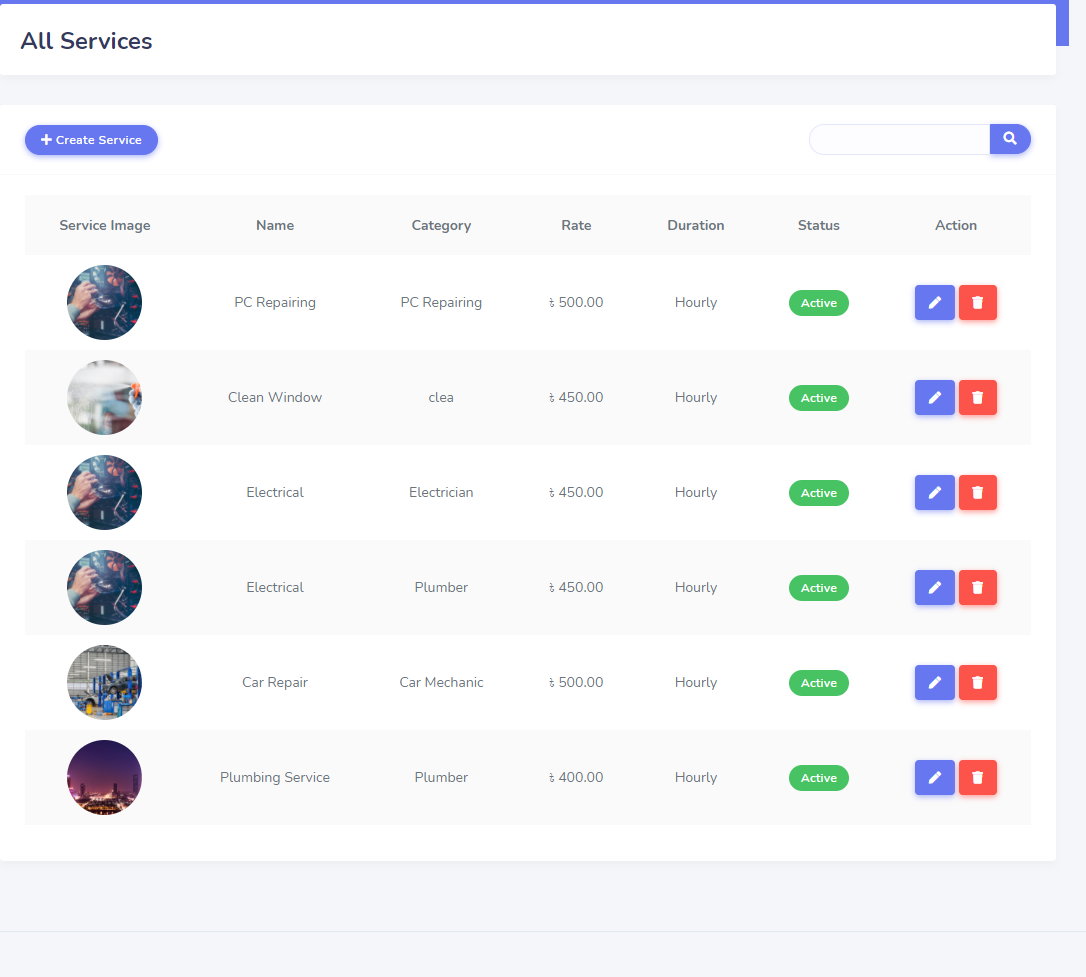 All Services
Create Service
Service Image Name Category Rate Duration Status Action
PC Repairing PC Repairing ৳ 500.00 Hourly Active
Clean Window clea ৳ 450.00 Hourly Active
Electrical Electrician ৳ 450.00 Hourly Active
Electrical Plumber ৳ 450.00 Hourly Active
Car Repair Car Mechanic ৳ 500.00 Hourly Active
Plumbing Service Plumber ৳ 400.00 Hourly Active